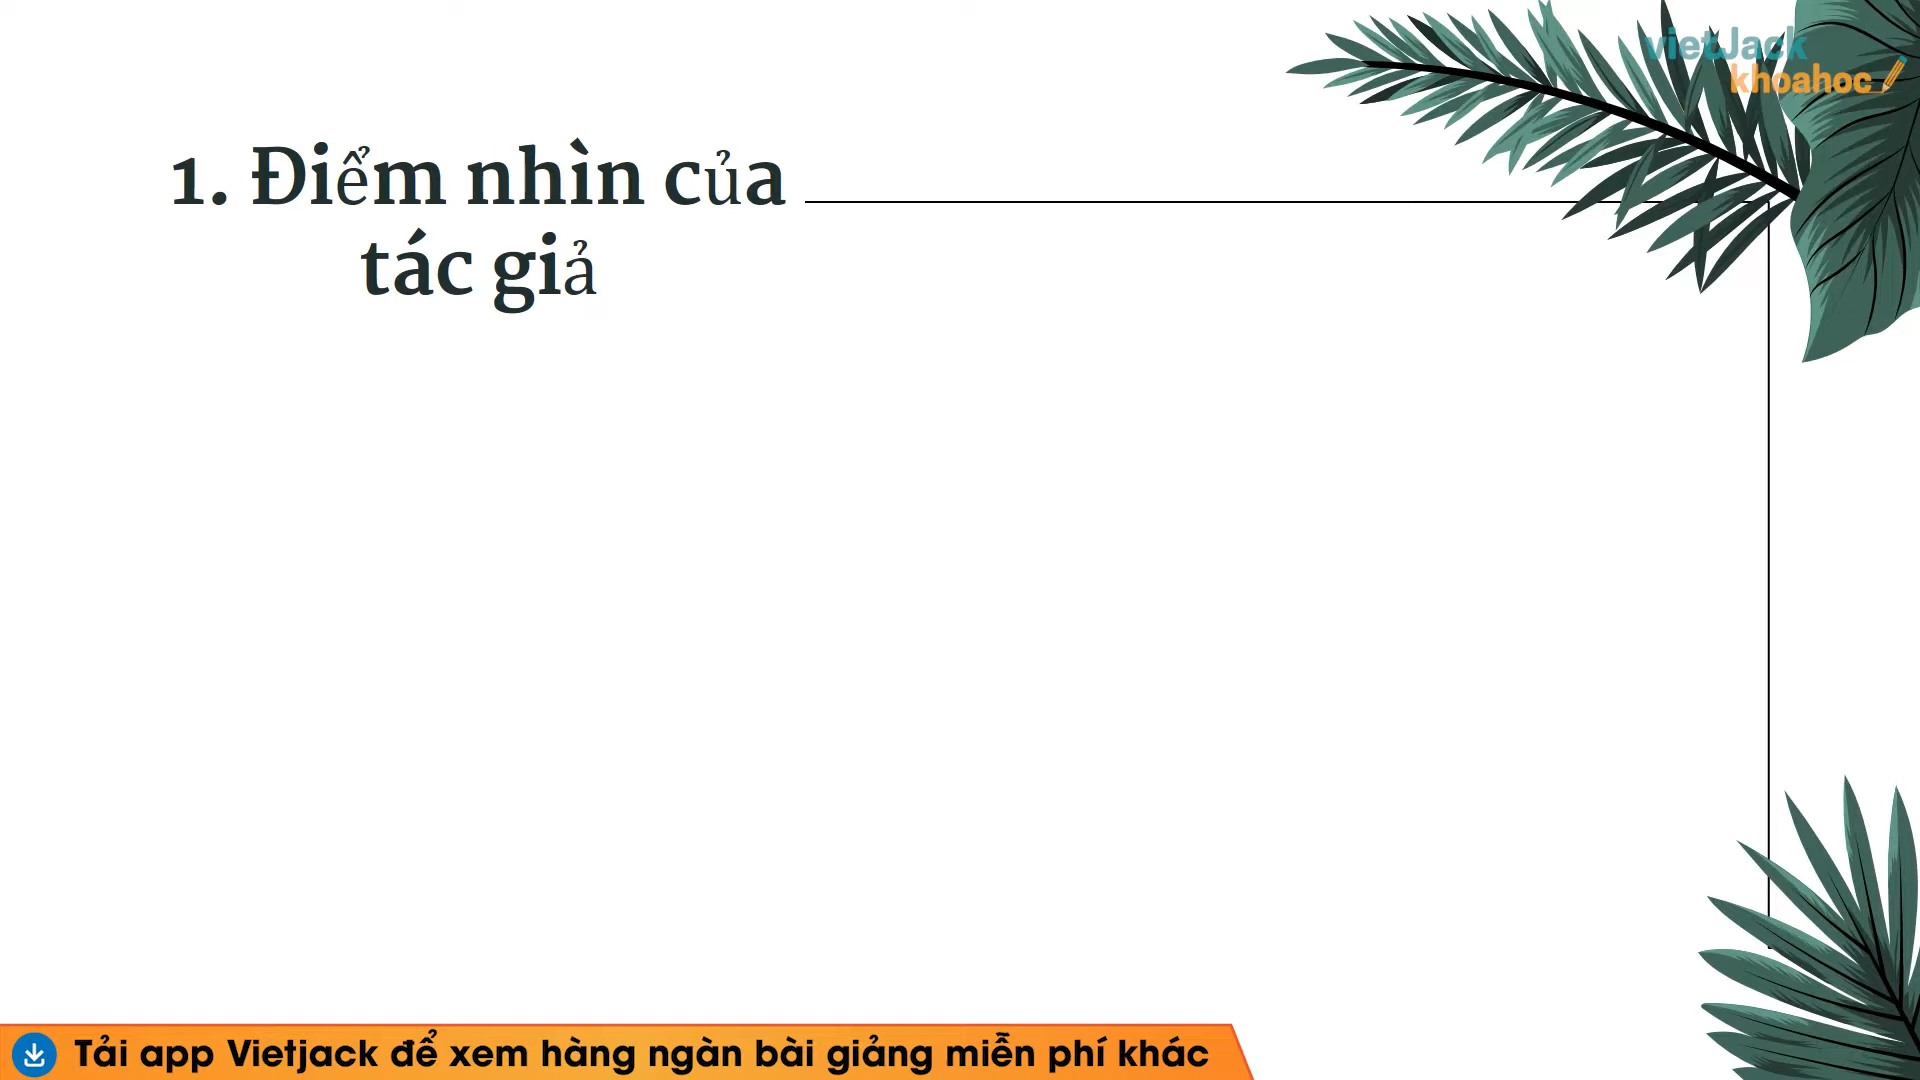 vietJack
khoahoc
1. Điểm nhìn của
tác giả
Tải app Vietjack để xem hàng ngàn bài giảng miễn phí khác